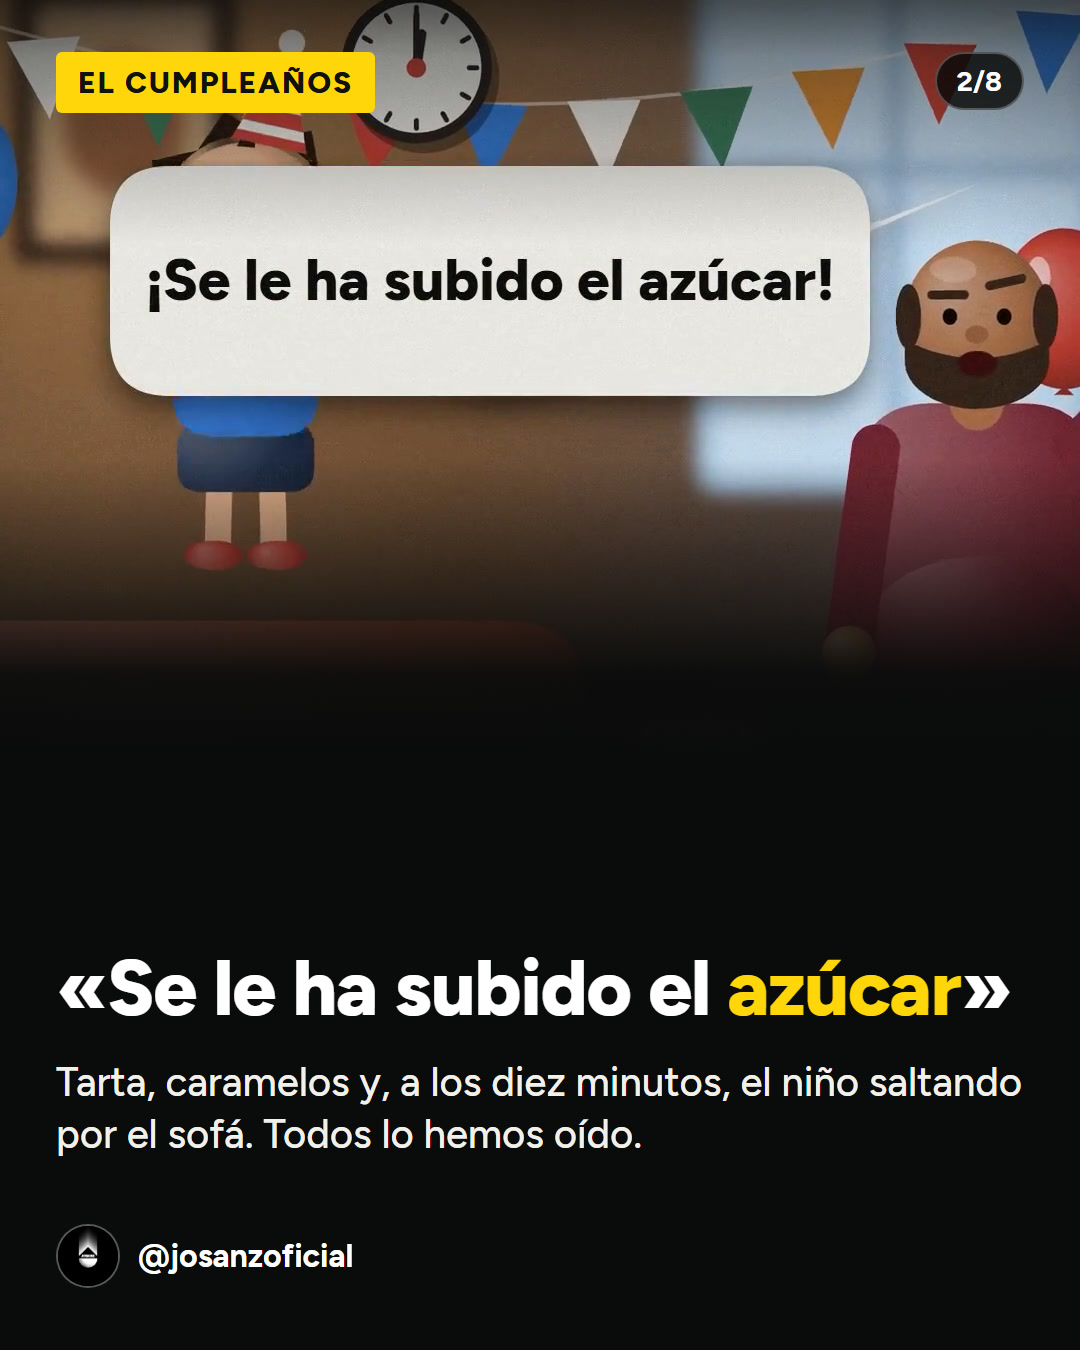 EL CUMPLEAÑOS
2/8
¡Se le ha subido el azúcar!
«Se le ha subido el azúcar»
Tarta, caramelos y, a los diez minutos, el niño saltando
por el sofá. Todos lo hemos oído.
@josanzoficial